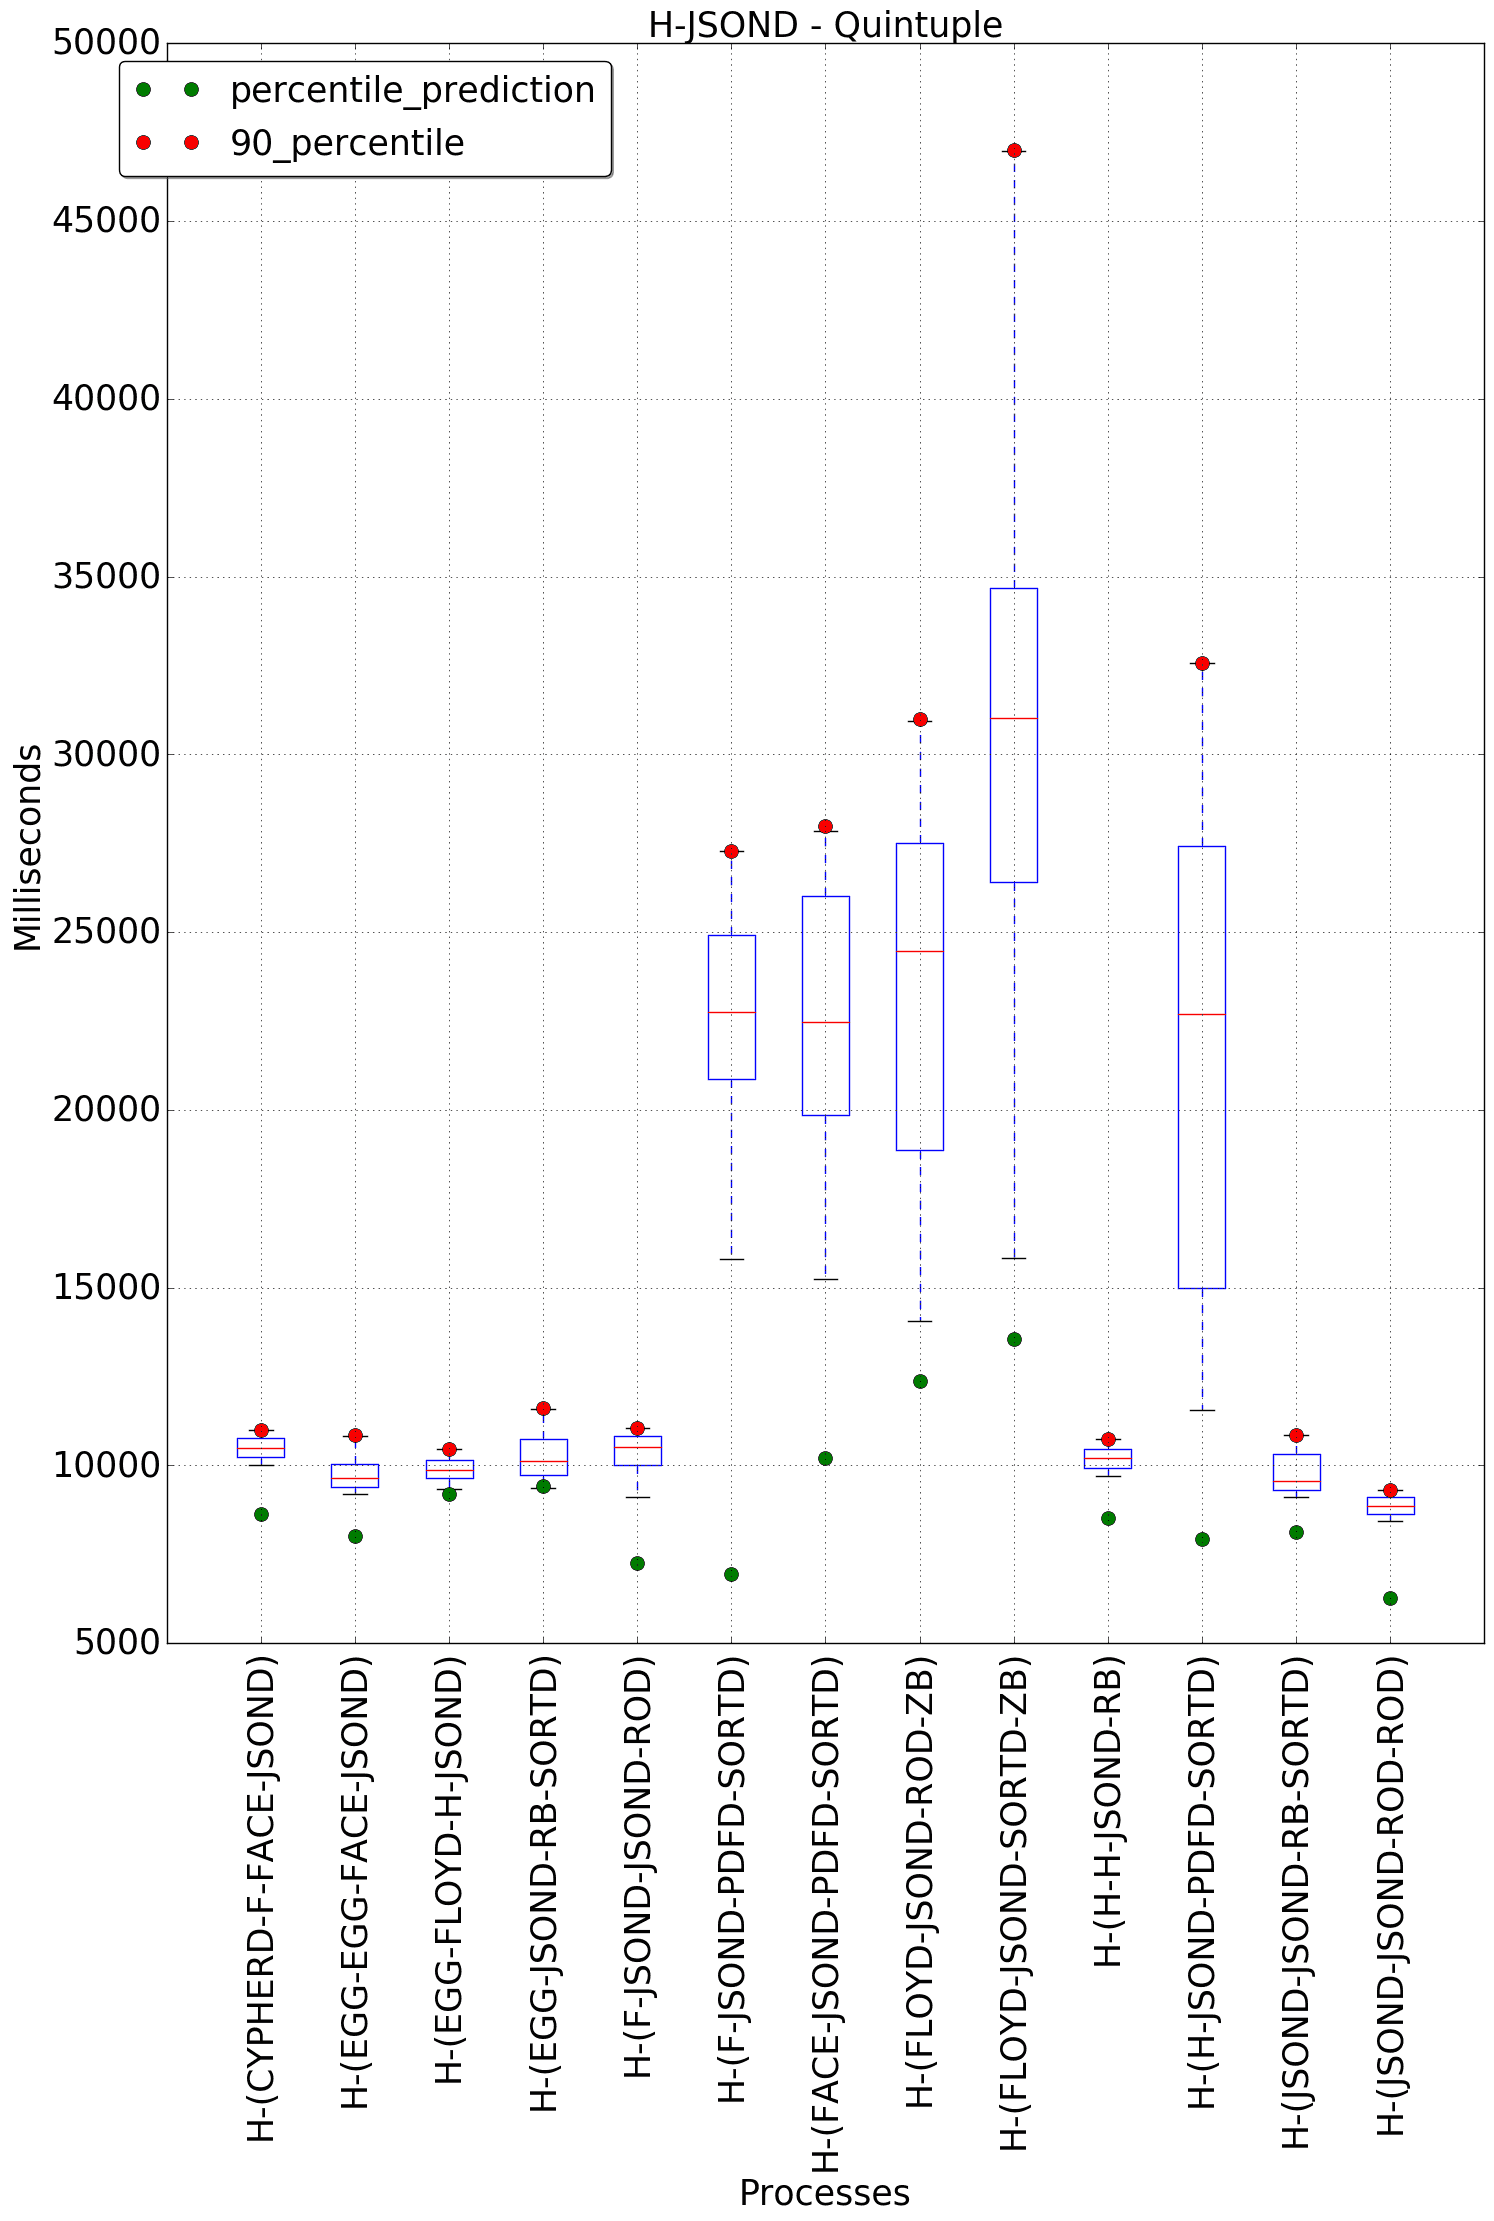 H-JSOND - Quintuple
percentile_prediction
90_percentile
50000
45000
40000
35000
30000
25000
20000
15000
10000
5000
Milliseconds
H-(CYPHERD-F-FACE-JSOND)
H-(EGG-EGG-FACE-JSOND)
H-(EGG-FLOYD-H-JSOND)
H-(EGG-JSOND-RB-SORTD)
H-(F-JSOND-JSOND-ROD)
H-(F-JSOND-PDFD-SORTD)
H-(FACE-JSOND-PDFD-SORTD)
H-(FLOYD-JSOND-ROD-ZB)
H-(FLOYD-JSOND-SORTD-ZB)
H-(H-H-JSOND-RB)
H-(H-JSOND-PDFD-SORTD)
H-(JSOND-JSOND-RB-SORTD)
H-(JSOND-JSOND-ROD-ROD)
Processes